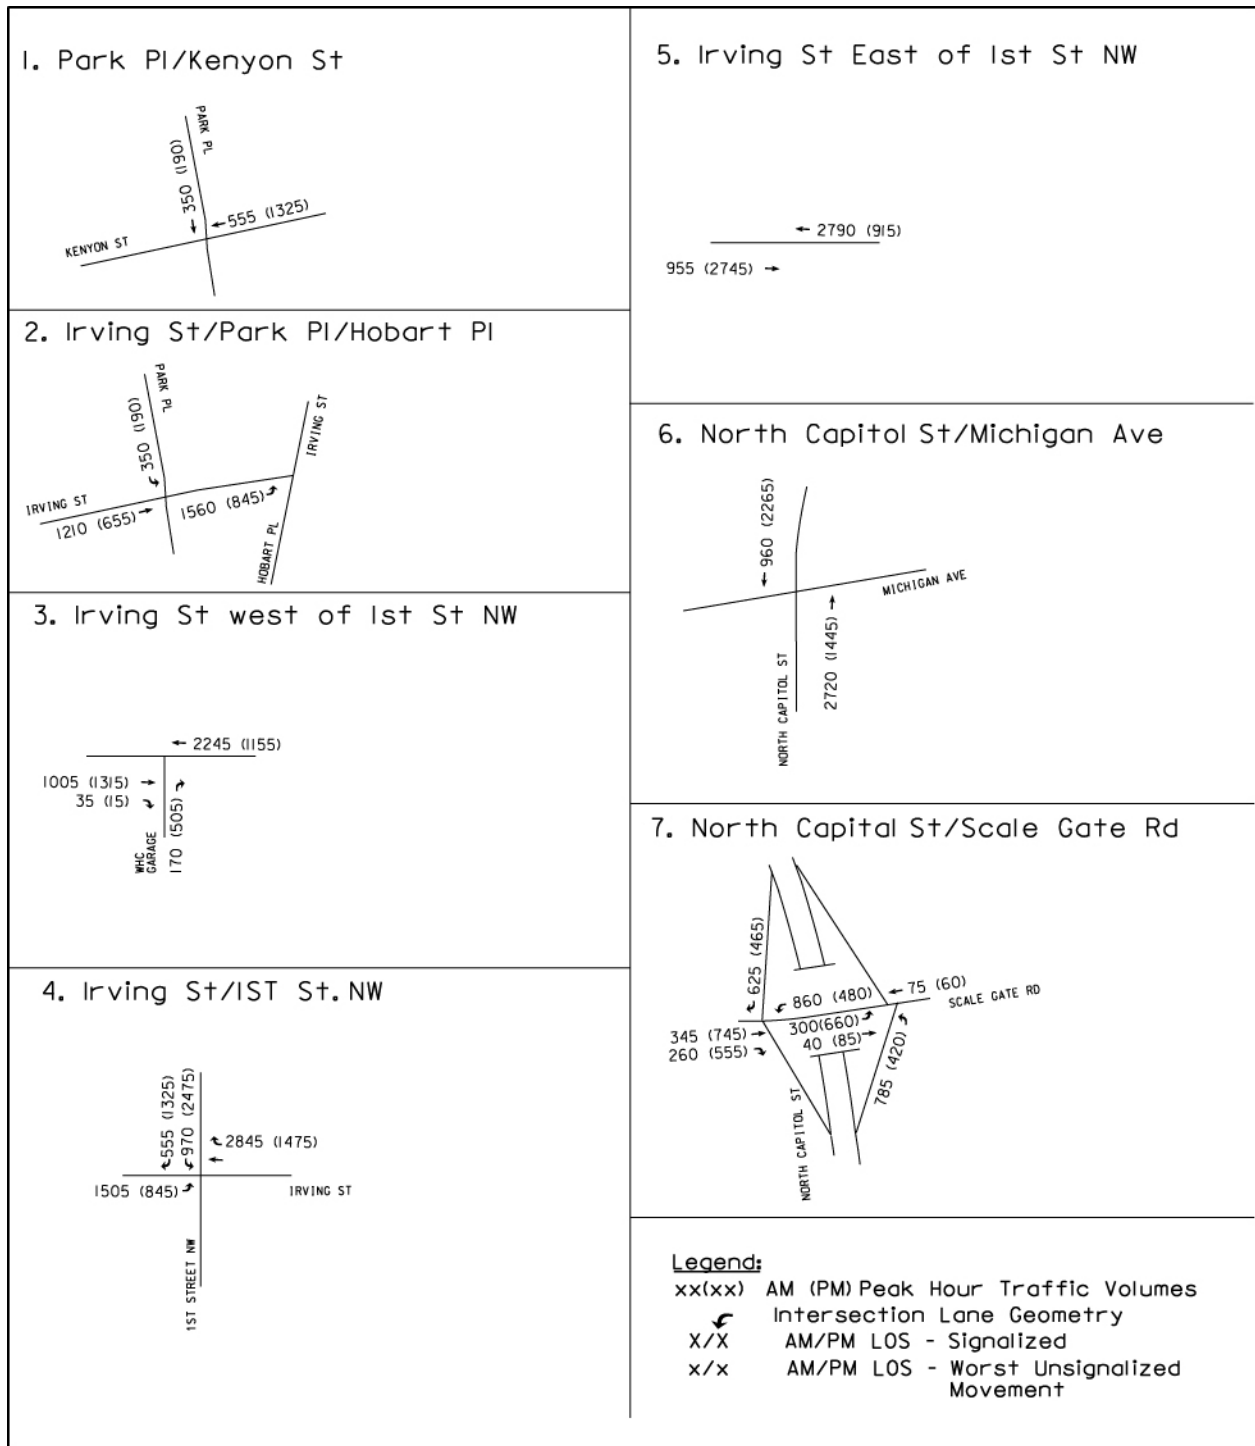 1. Park Pl/Kenyon St
PARK PL
350 (190)
555 (1325)
KENYON ST
2. Irving St/Park Pl/Hobart Pl
PARK PL
350 (190)
IRVING ST
IRVING ST
1210 (655)
1560 (845)
HOBART PL
3. Irving St west of 1st St NW
2245 (1155)
1005 (1315)
35 (15)
170 (505)
WHC
GARAGE
4. Irving St/1ST St. NW
555 (1325)
970 (2475)
2845 (1475)
1505 (845)
IRVING ST
1ST STREET NW
5. Irving St East of 1st St NW
2790 (915)
955 (2745)
6. North Capitol St/Michigan Ave
960 (2265)
MICHIGAN AVE
2720 (1445)
NORTH CAPITOL ST
7. North Capital St/Scale Gate Rd
625 (465)
860 (480)
75 (60)
SCALE GATE RD
345 (745)
300(660)
260 (555)
40 (85)
785 (420)
NORTH CAPITOL ST
Legend:
xx(xx) AM (PM) Peak Hour Traffic Volumes
Intersection Lane Geometry
X/X AM/PM LOS - Signalized
x/x AM/PM LOS - Worst Unsignalized
Movement